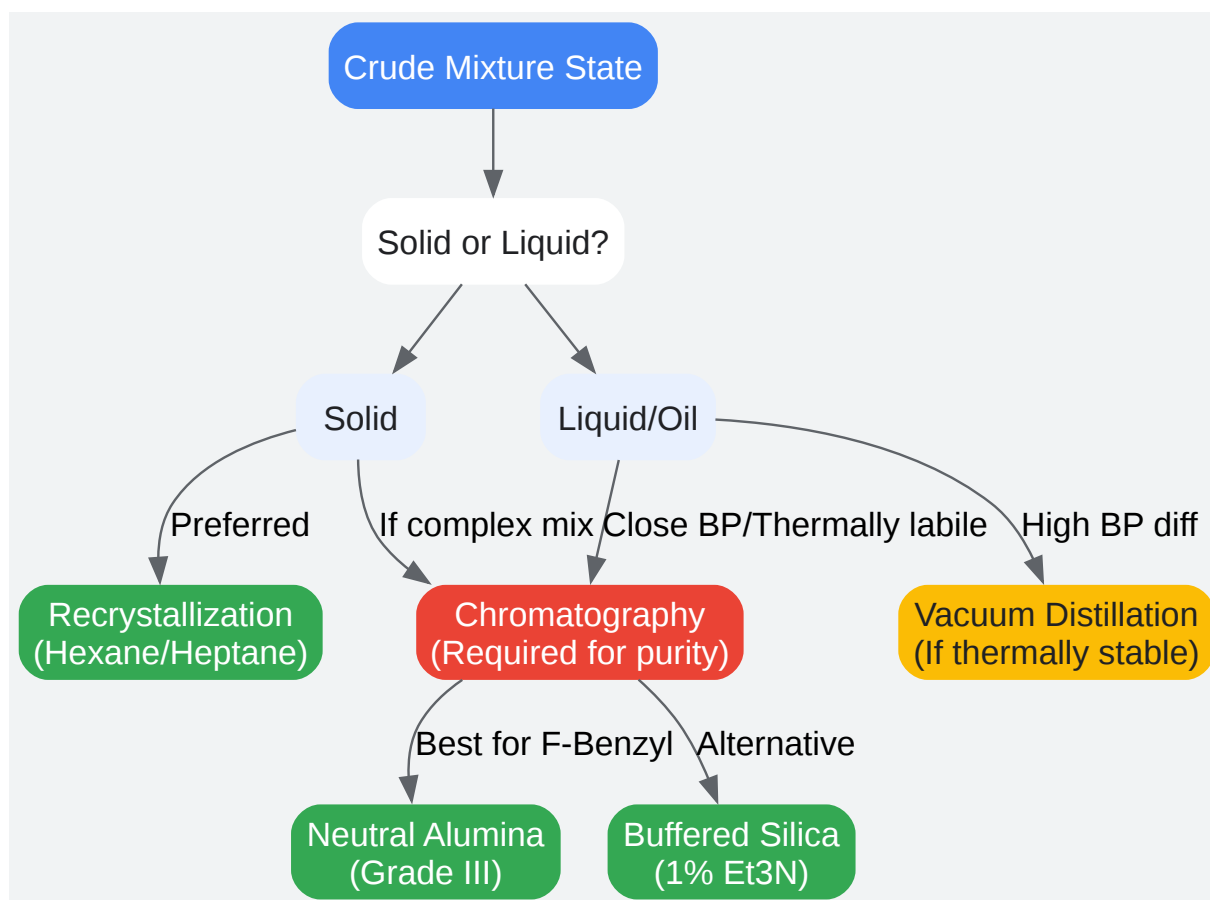 Crude Mixture State
Solid or Liquid?
Solid
Liquid/Oil
Preferred
If complex mix
Close BP/Thermally labile
High BP diff
Recrystallization
(Hexane/Heptane)
Chromatography
(Required for purity)
Vacuum Distillation
(If thermally stable)
Best for F-Benzyl
Alternative
Neutral Alumina
(Grade III)
Buffered Silica
(1% Et3N)